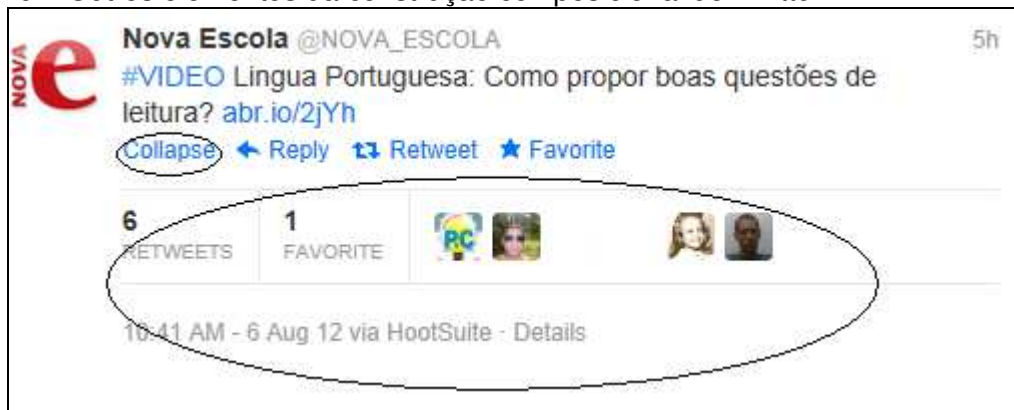 Nova Escola @NOVA_ESCOLA 5h
#VIDEO Lingua Portuguesa: Como propor boas questões de
leitura? abr.io/2jYh
Collapse Reply Retweet Favorite
6 1
RETWEETS FAVORITE
10:41 AM - 6 Aug 12 via HootSuite · Details
NOVA e
PC